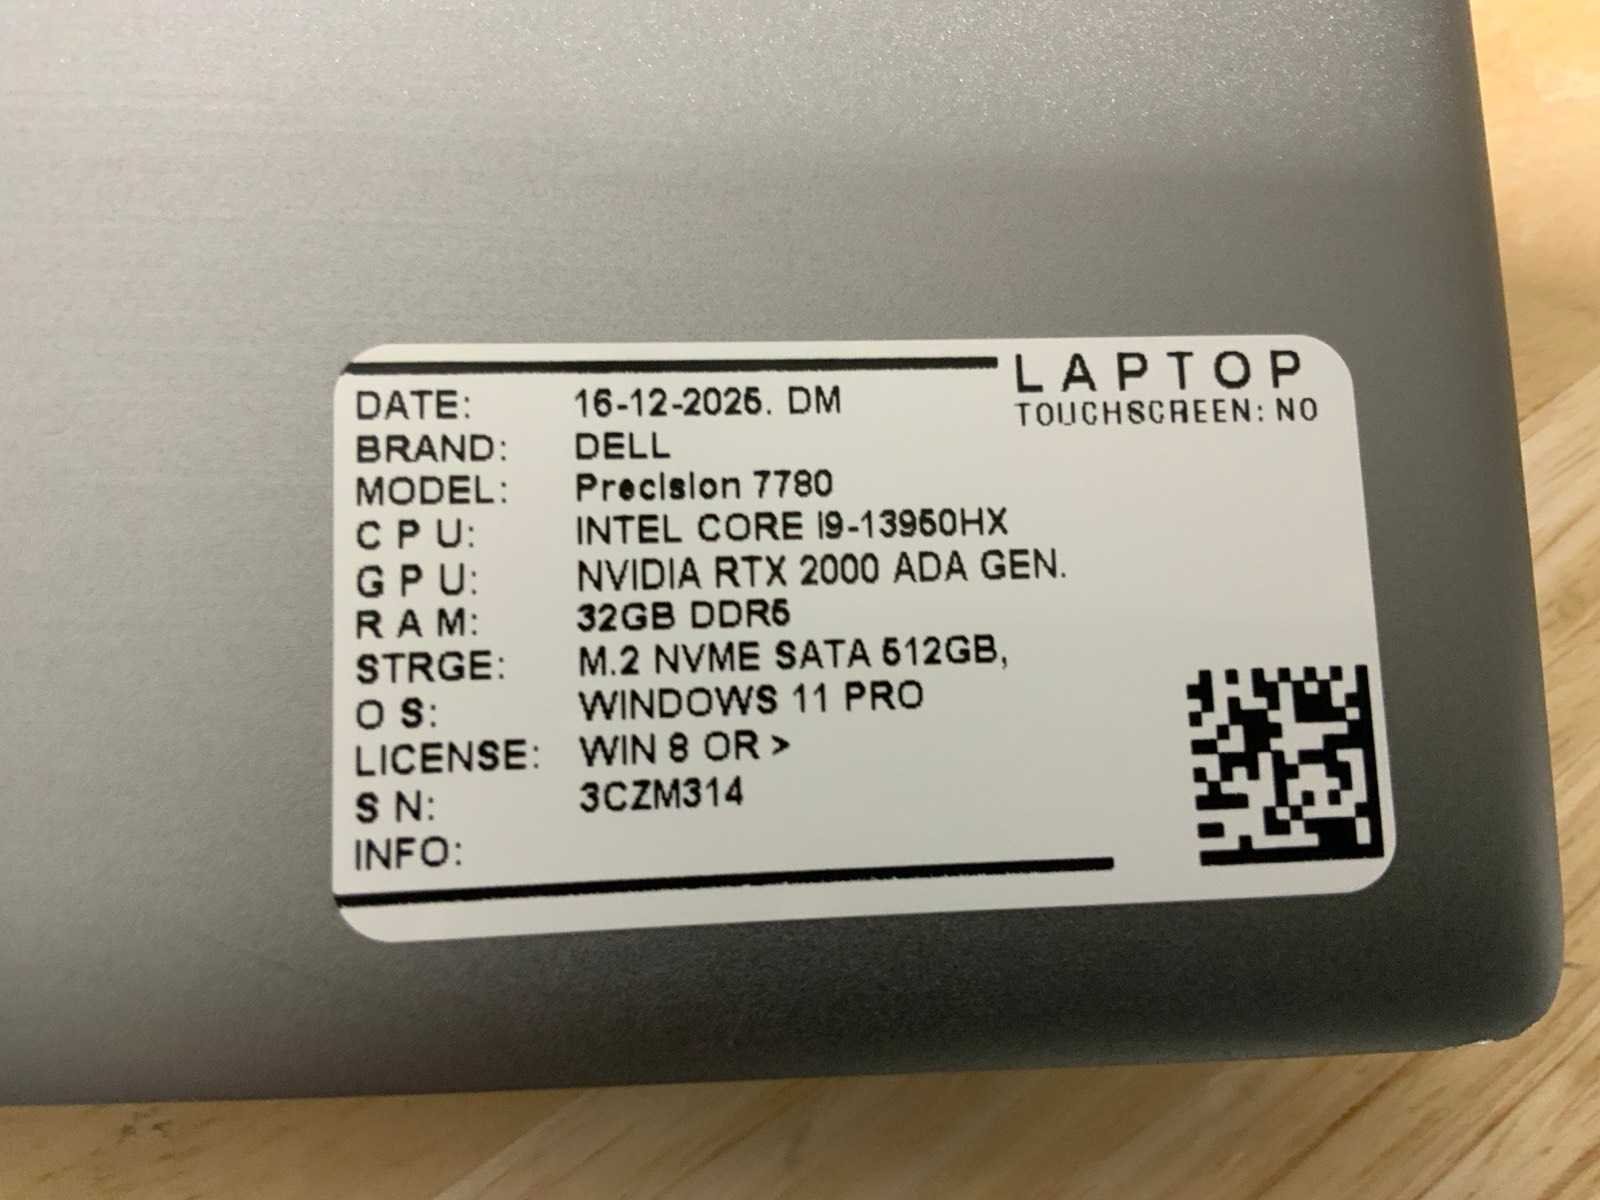 LAPTOP
TOUCHSCREEN: NO
DATE: 16-12-2025. DM
BRAND: DELL
MODEL: Precision 7780
C P U: INTEL CORE I9-13950HX
G P U: NVIDIA RTX 2000 ADA GEN.
R A M: 32GB DDR5
STRGE: M.2 NVME SATA 512GB,
O S: WINDOWS 11 PRO
LICENSE: WIN 8 OR >
S N: 3CZM314
INFO: